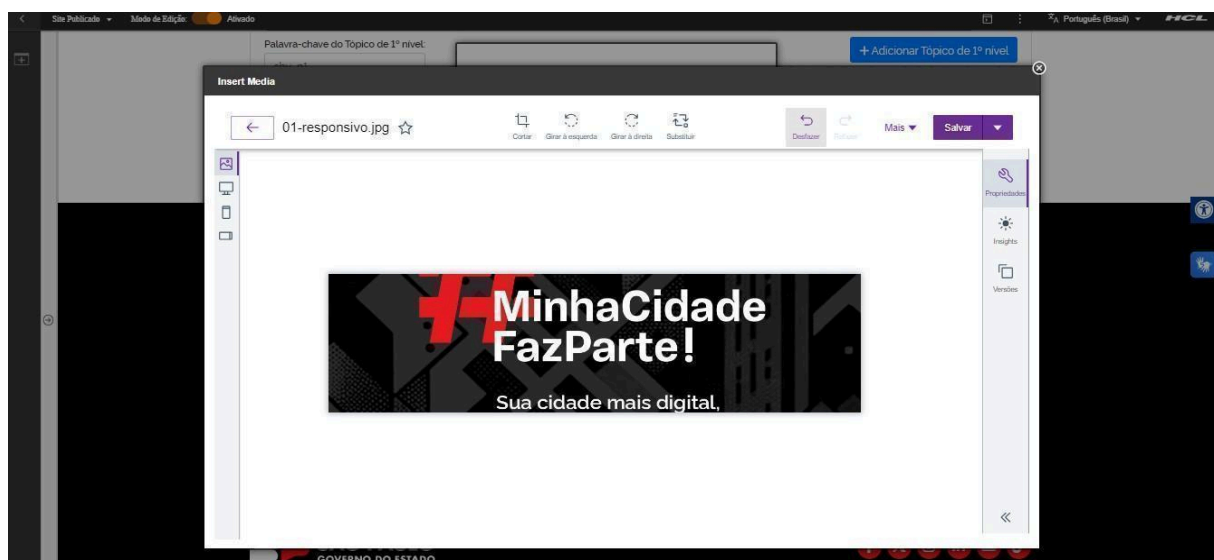 Site Publicado
Modo de Edição:
Ativado
Português (Brasil)
HCL
Palavra-chave do Tópico de 1º nível:
+ Adicionar Tópico de 1º nível
Insert Media
01-responsivo.jpg
Cortar
Girar à esquerda
Girar à direita
Substituir
Desfazer
Mais
Salvar
Propriedades
Insights
Versões
#MinhaCidade
FazParte!
Sua cidade mais digital,
GOVERNO DO ESTADO